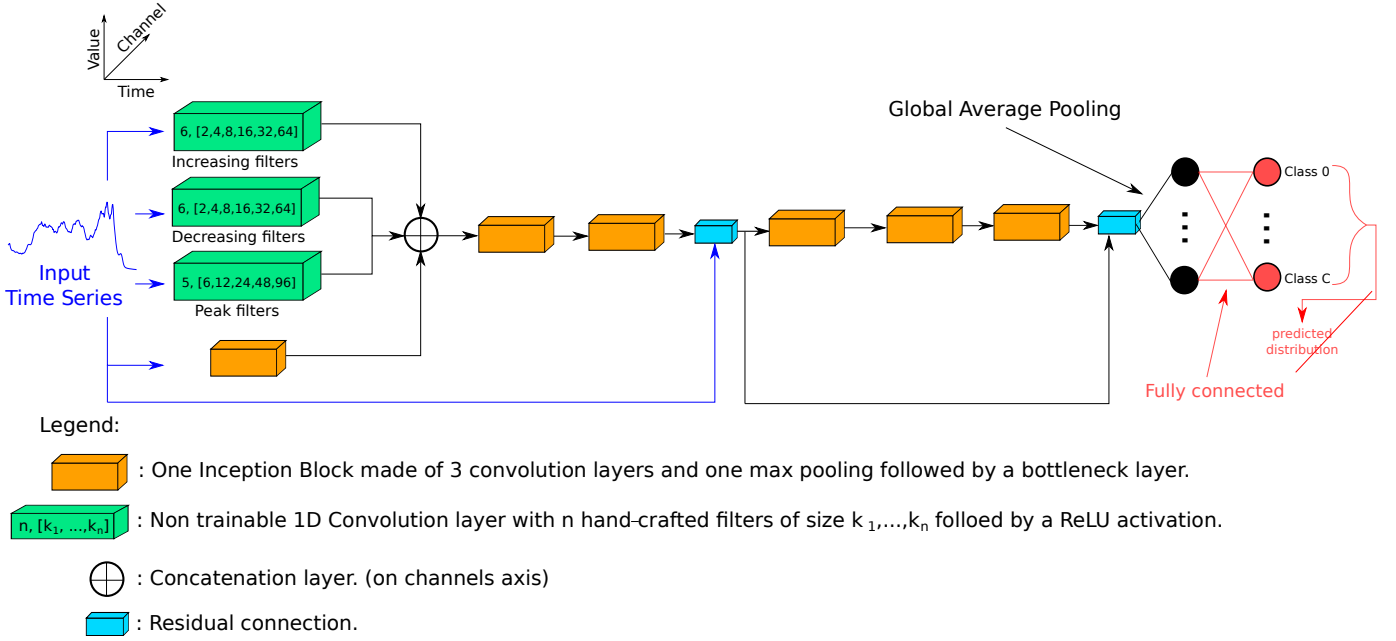 Value
Channel
Time
6, [2,4,8,16,32,64]
Increasing filters
6, [2,4,8,16,32,64]
Decreasing filters
5, [6,12,24,48,96]
Peak filters
Input
Time Series
Global Average Pooling
Class 0
Class C
predicted
distribution
Fully connected
Legend:
: One Inception Block made of 3 convolution layers and one max pooling followed by a bottleneck layer.
n, [k₁, ...,kₙ]
: Non trainable 1D Convolution layer with n hand-crafted filters of size k₁,...,kₙ folloed by a ReLU activation.
: Concatenation layer. (on channels axis)
: Residual connection.